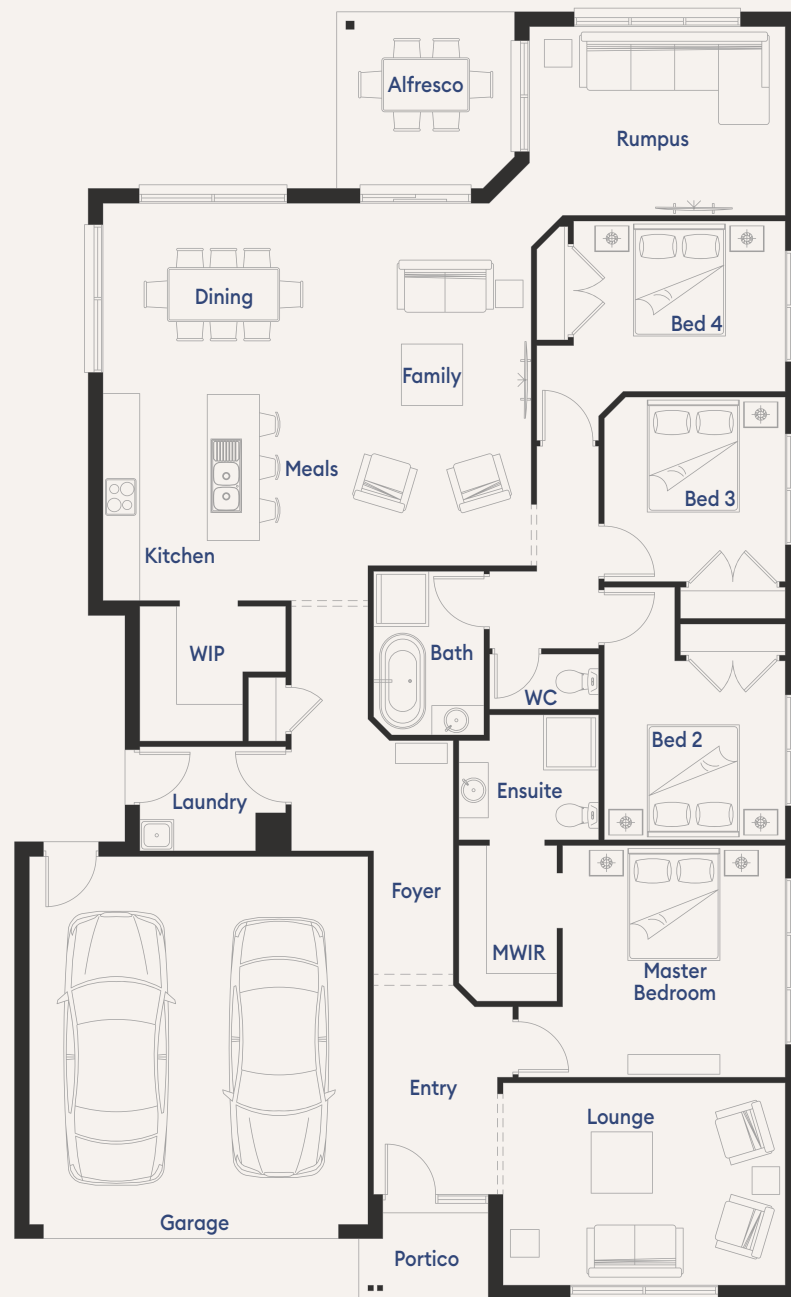 Alfresco
Rumpus
Dining
Bed 4
Family
Meals
Bed 3
Kitchen
WIP
Bath
WC
Bed 2
Ensuite
Laundry
Foyer
MWIR
Master
Bedroom
Entry
Lounge
Garage
Portico